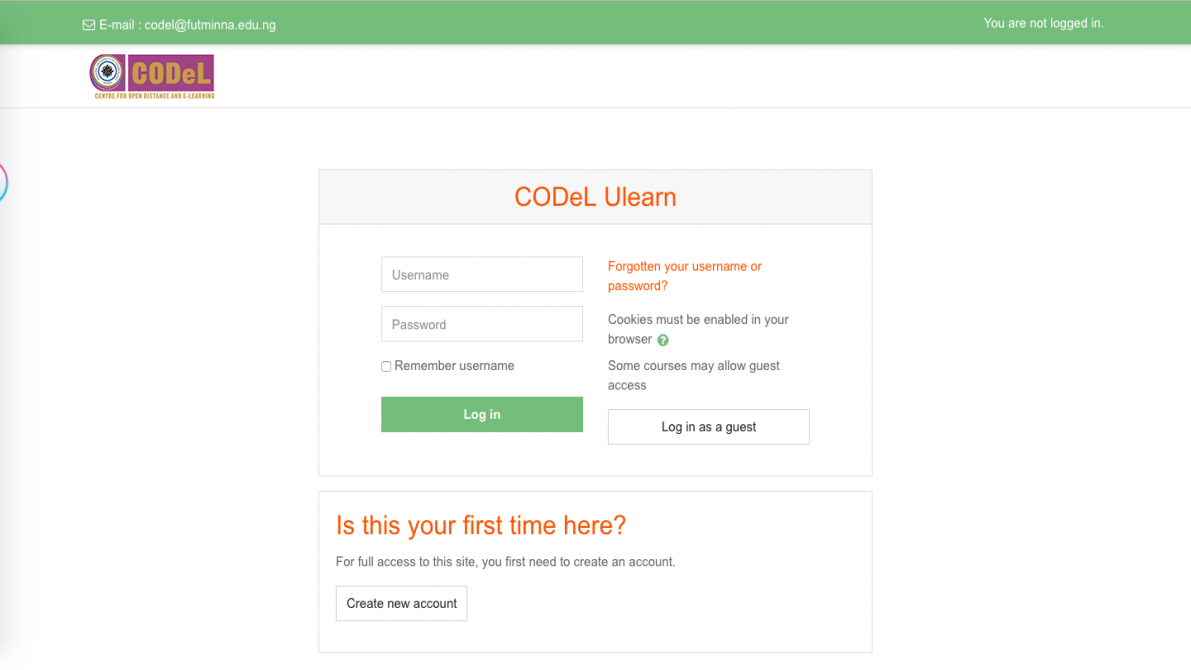 E-mail : codel@futminna.edu.ng
You are not logged in.
CODeL
CENTRE FOR OPEN DISTANCE AND E-LEARNING
CODeL Ulearn
Username
Password
Remember username
Log in
Forgotten your username or
password?
Cookies must be enabled in your
browser ?
Some courses may allow guest
access
Log in as a guest
Is this your first time here?
For full access to this site, you first need to create an account.
Create new account